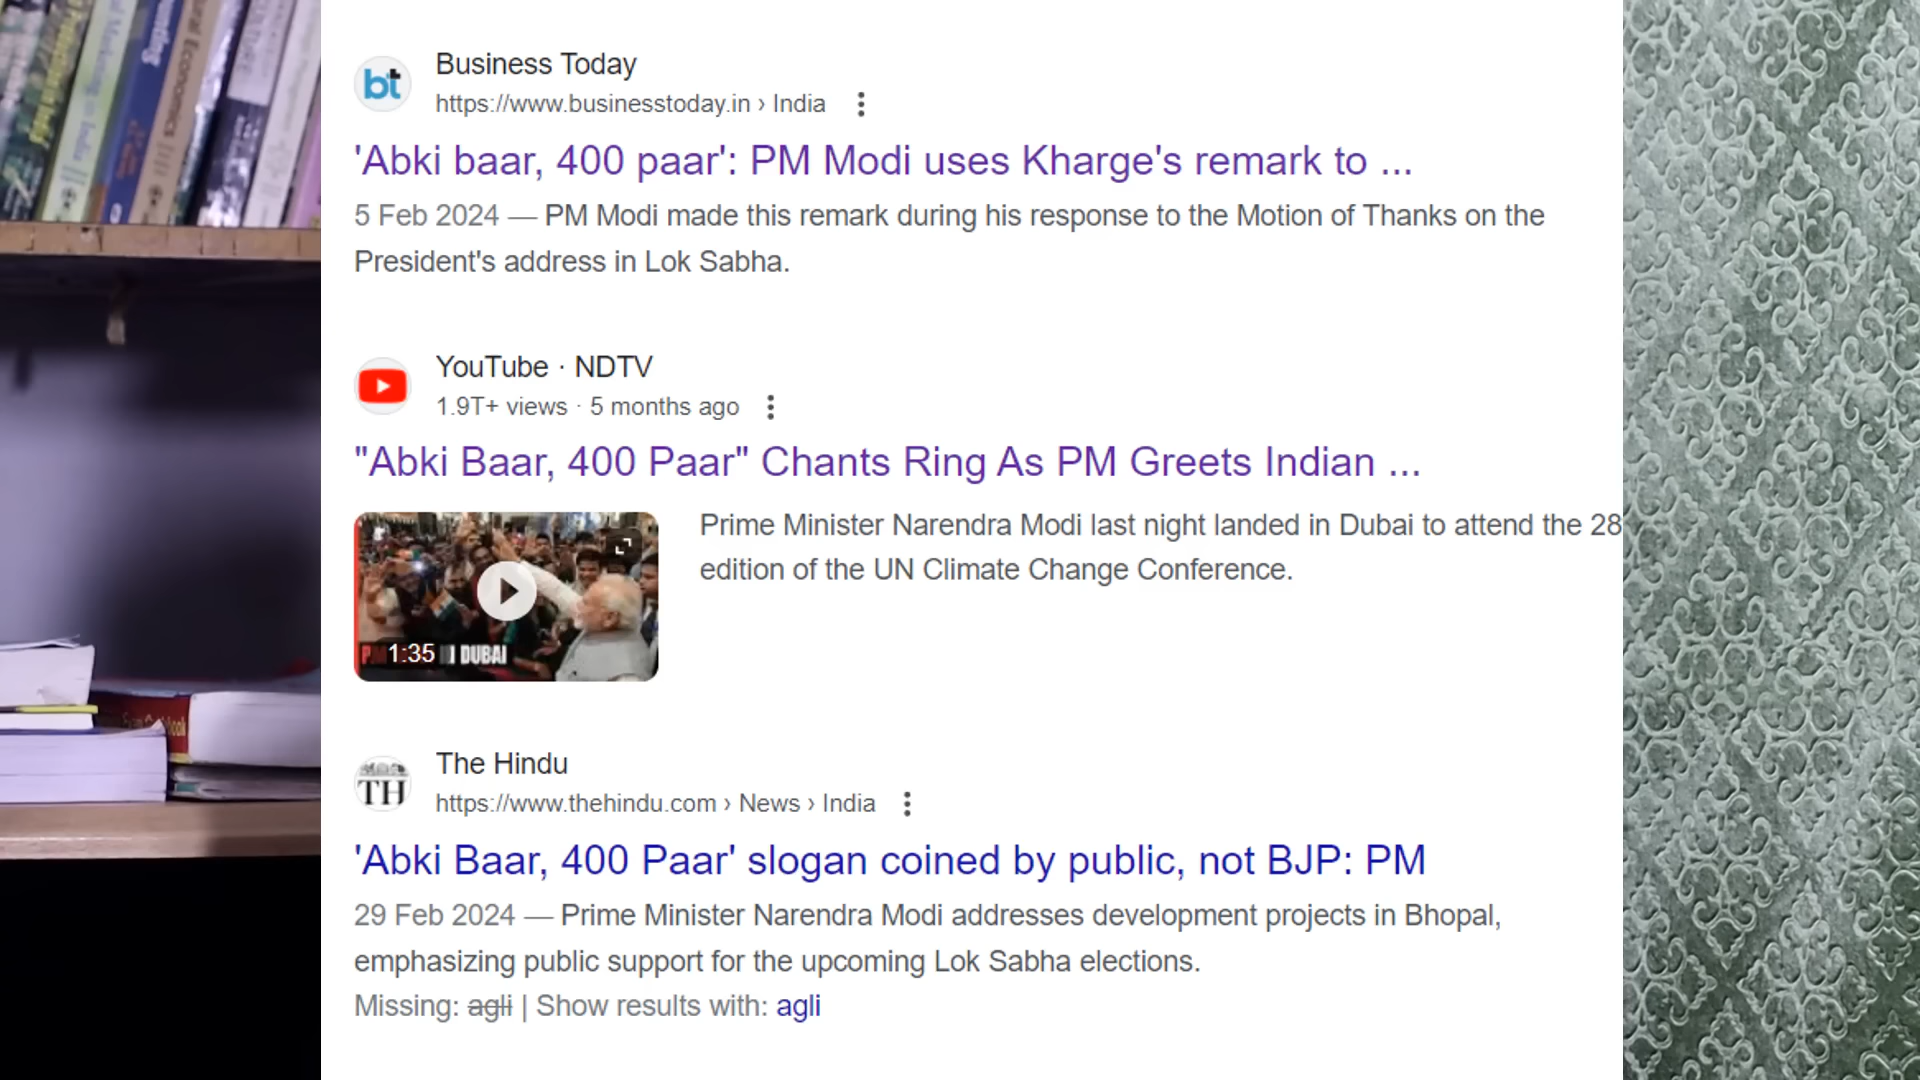 Business Today
https://www.businesstoday.in › India
'Abki baar, 400 paar': PM Modi uses Kharge's remark to ...
5 Feb 2024 — PM Modi made this remark during his response to the Motion of Thanks on the
President's address in Lok Sabha.
YouTube · NDTV
1.9T+ views · 5 months ago
"Abki Baar, 400 Paar" Chants Ring As PM Greets Indian ...
Prime Minister Narendra Modi last night landed in Dubai to attend the 28
edition of the UN Climate Change Conference.
1:35
DUBAI
The Hindu
https://www.thehindu.com › News › India
'Abki Baar, 400 Paar' slogan coined by public, not BJP: PM
29 Feb 2024 — Prime Minister Narendra Modi addresses development projects in Bhopal,
emphasizing public support for the upcoming Lok Sabha elections.
Missing: agli | Show results with: agli
bt
TH
Economics